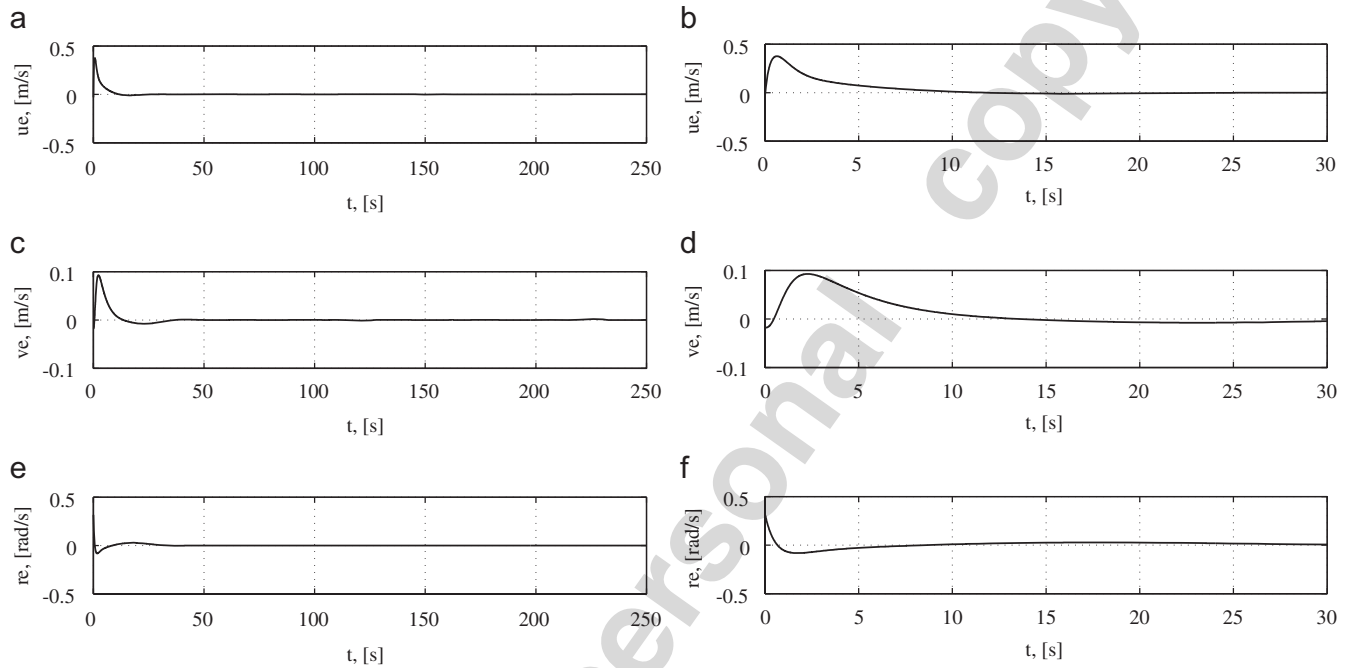 a
0.5
0
-0.5
ue, [m/s]
0 50 100 150 200 250
t, [s]
b
0.5
0
-0.5
ue, [m/s]
0 5 10 15 20 25 30
t, [s]
c
0.1
0
-0.1
ve, [m/s]
0 50 100 150 200 250
t, [s]
d
0.1
0
-0.1
ve, [m/s]
0 5 10 15 20 25 30
t, [s]
e
0.5
0
-0.5
re, [rad/s]
0 50 100 150 200 250
t, [s]
f
0.5
0
-0.5
re, [rad/s]
0 5 10 15 20 25 30
t, [s]
personal copy